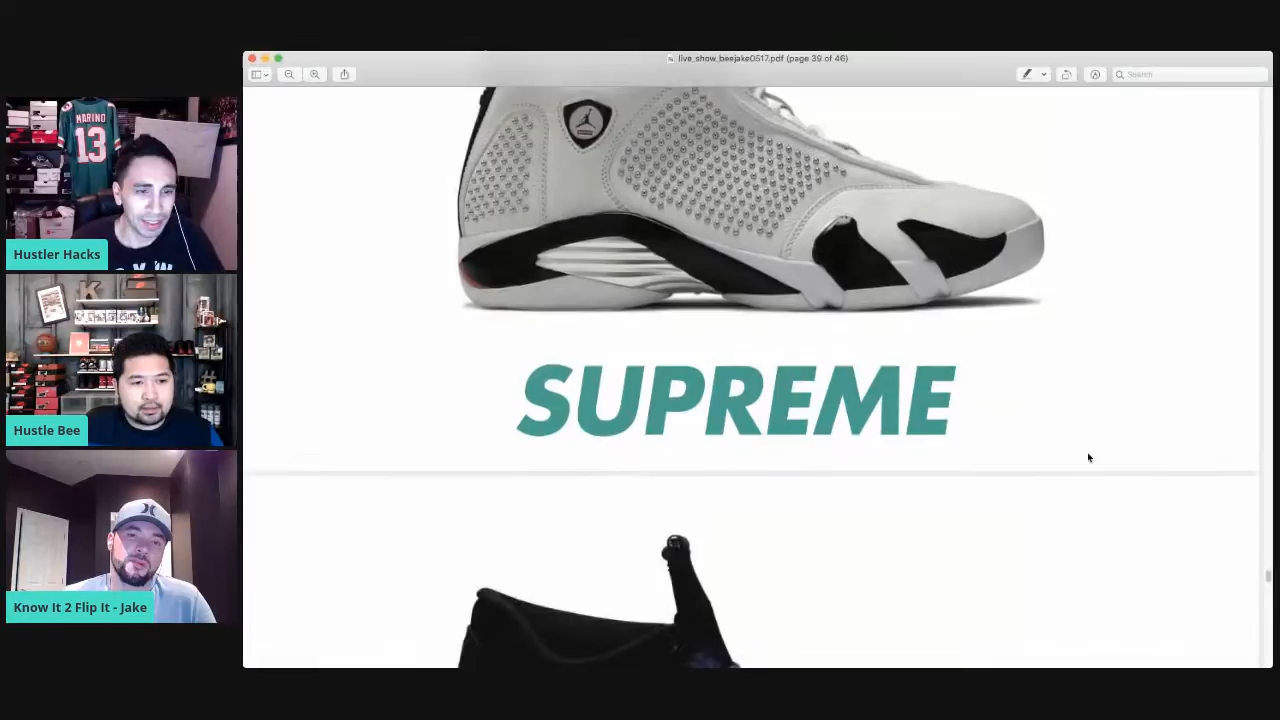 live_show_beejake0517.pdf (page 39 of 46)
Search
MARINO
13
Hustler Hacks
K
Hustle Bee
Know It 2 Flip It - Jake
SUPREME